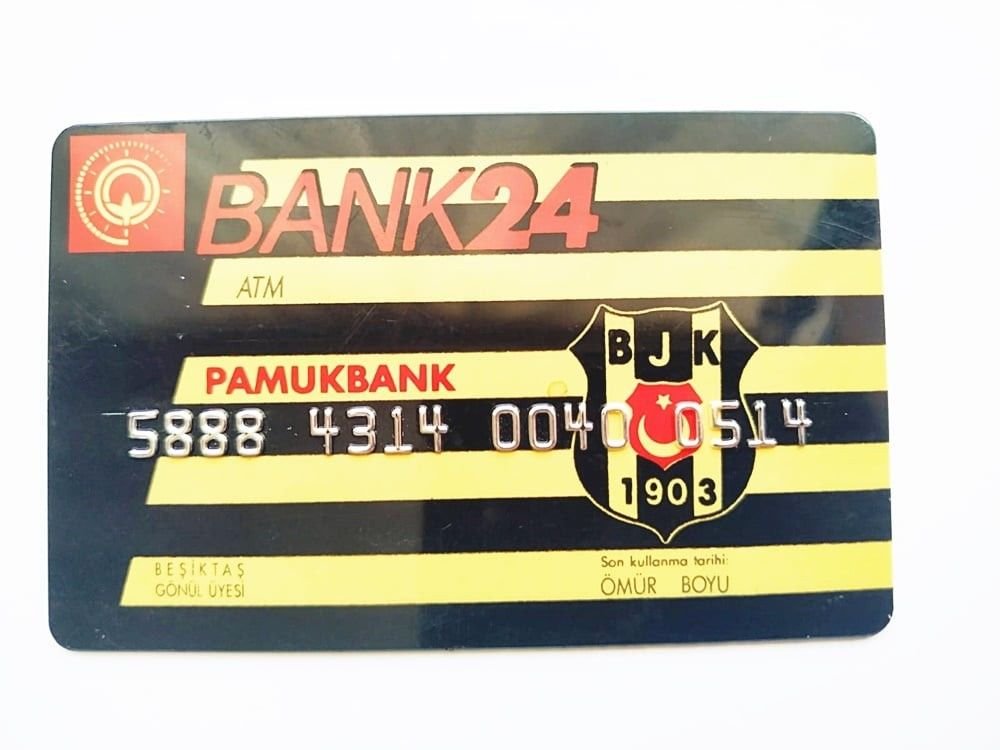 BANK24
ATM
BJK
PAMUKBANK
5888 4314 0040 0514
1903
BEŞİKTAŞ
GÖNÜL ÜYESİ
Son kullanma tarihi:
ÖMÜR BOYU